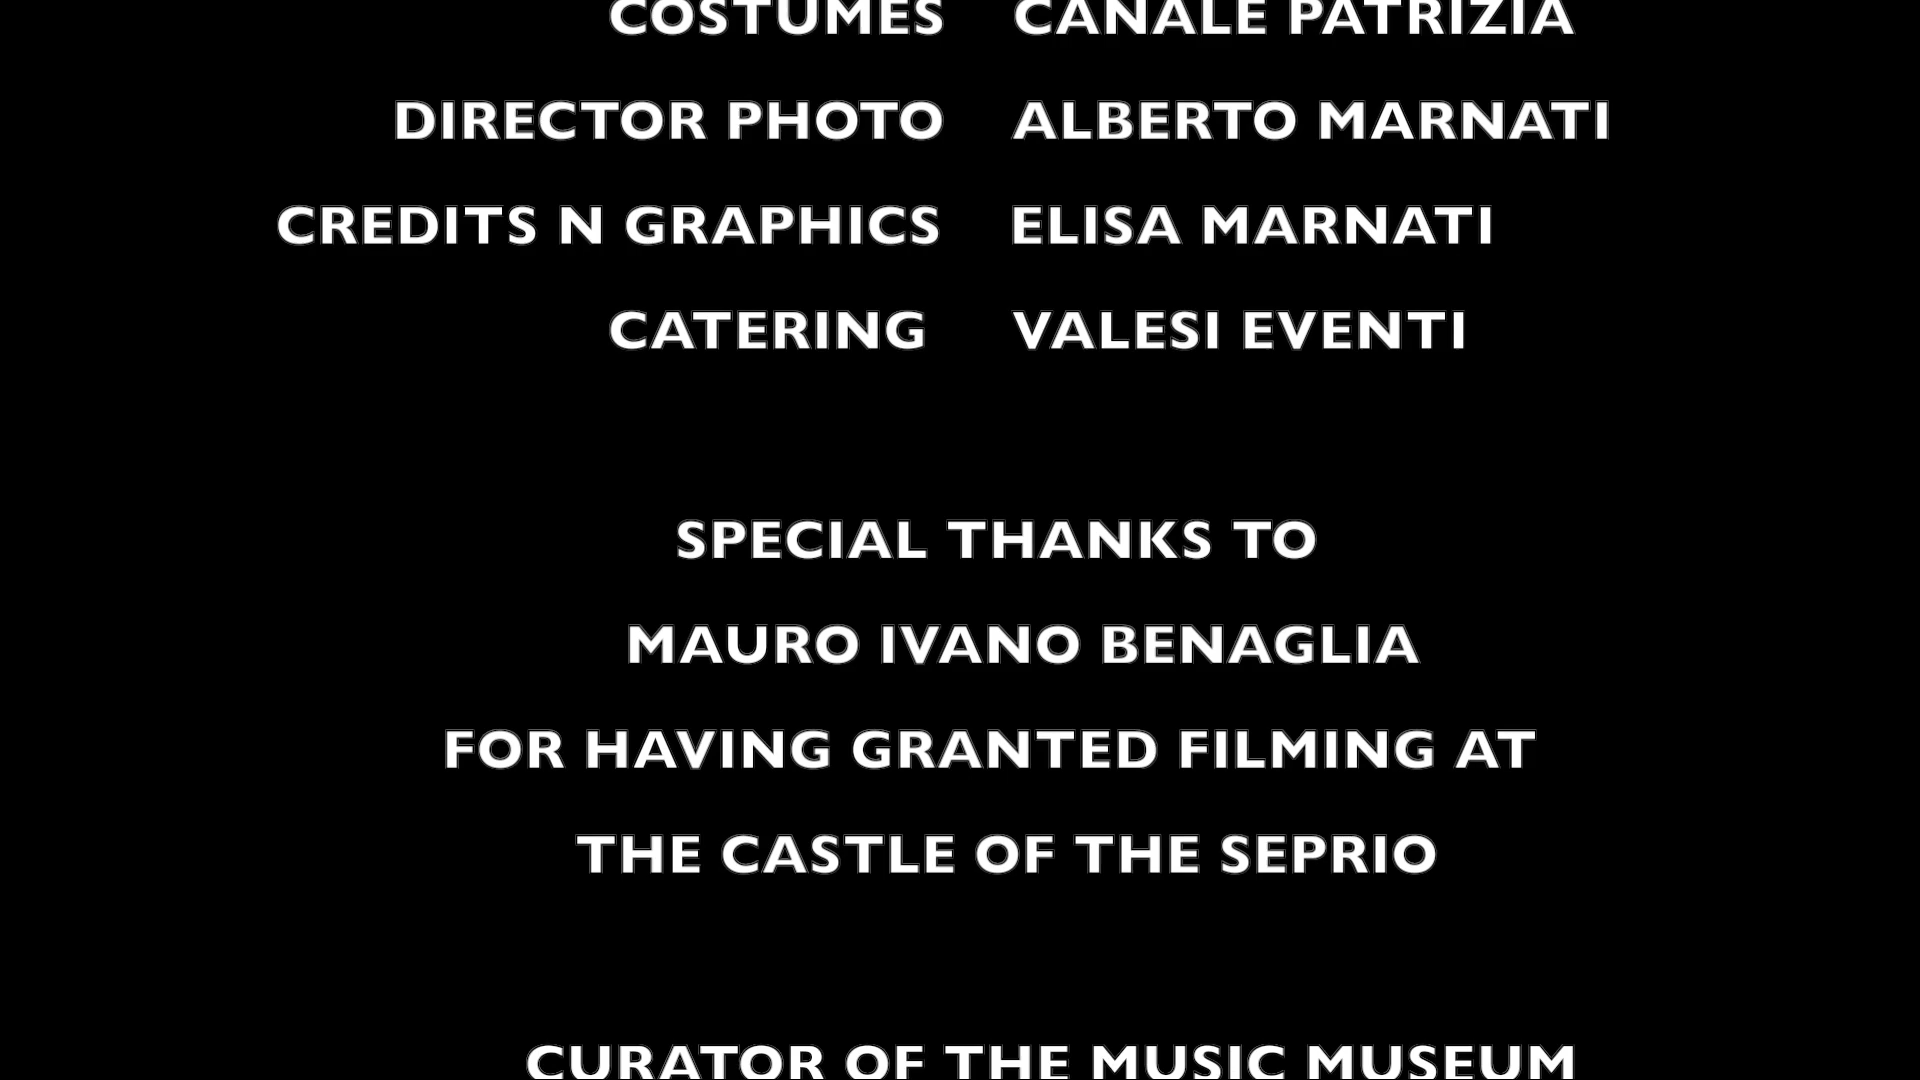 COSTUMES CANALE PATRIZIA
DIRECTOR PHOTO ALBERTO MARNATI
CREDITS N GRAPHICS ELISA MARNATI
CATERING VALESI EVENTI
SPECIAL THANKS TO
MAURO IVANO BENAGLIA
FOR HAVING GRANTED FILMING AT
THE CASTLE OF THE SEPRIO
CURATOR OF THE MUSIC MUSEUM